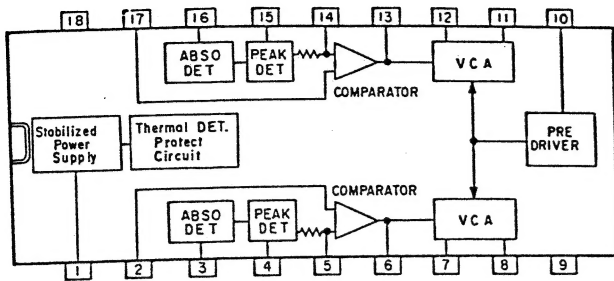 18 17 16 15 14 13 12 11 10
ABSO
DET
PEAK
DET
VCA
COMPARATOR
Stabilized
Power
Supply
Thermal DET.
Protect
Circuit
PRE
DRIVER
COMPARATOR
ABSO
DET
PEAK
DET
VCA
1 2 3 4 5 6 7 8 9